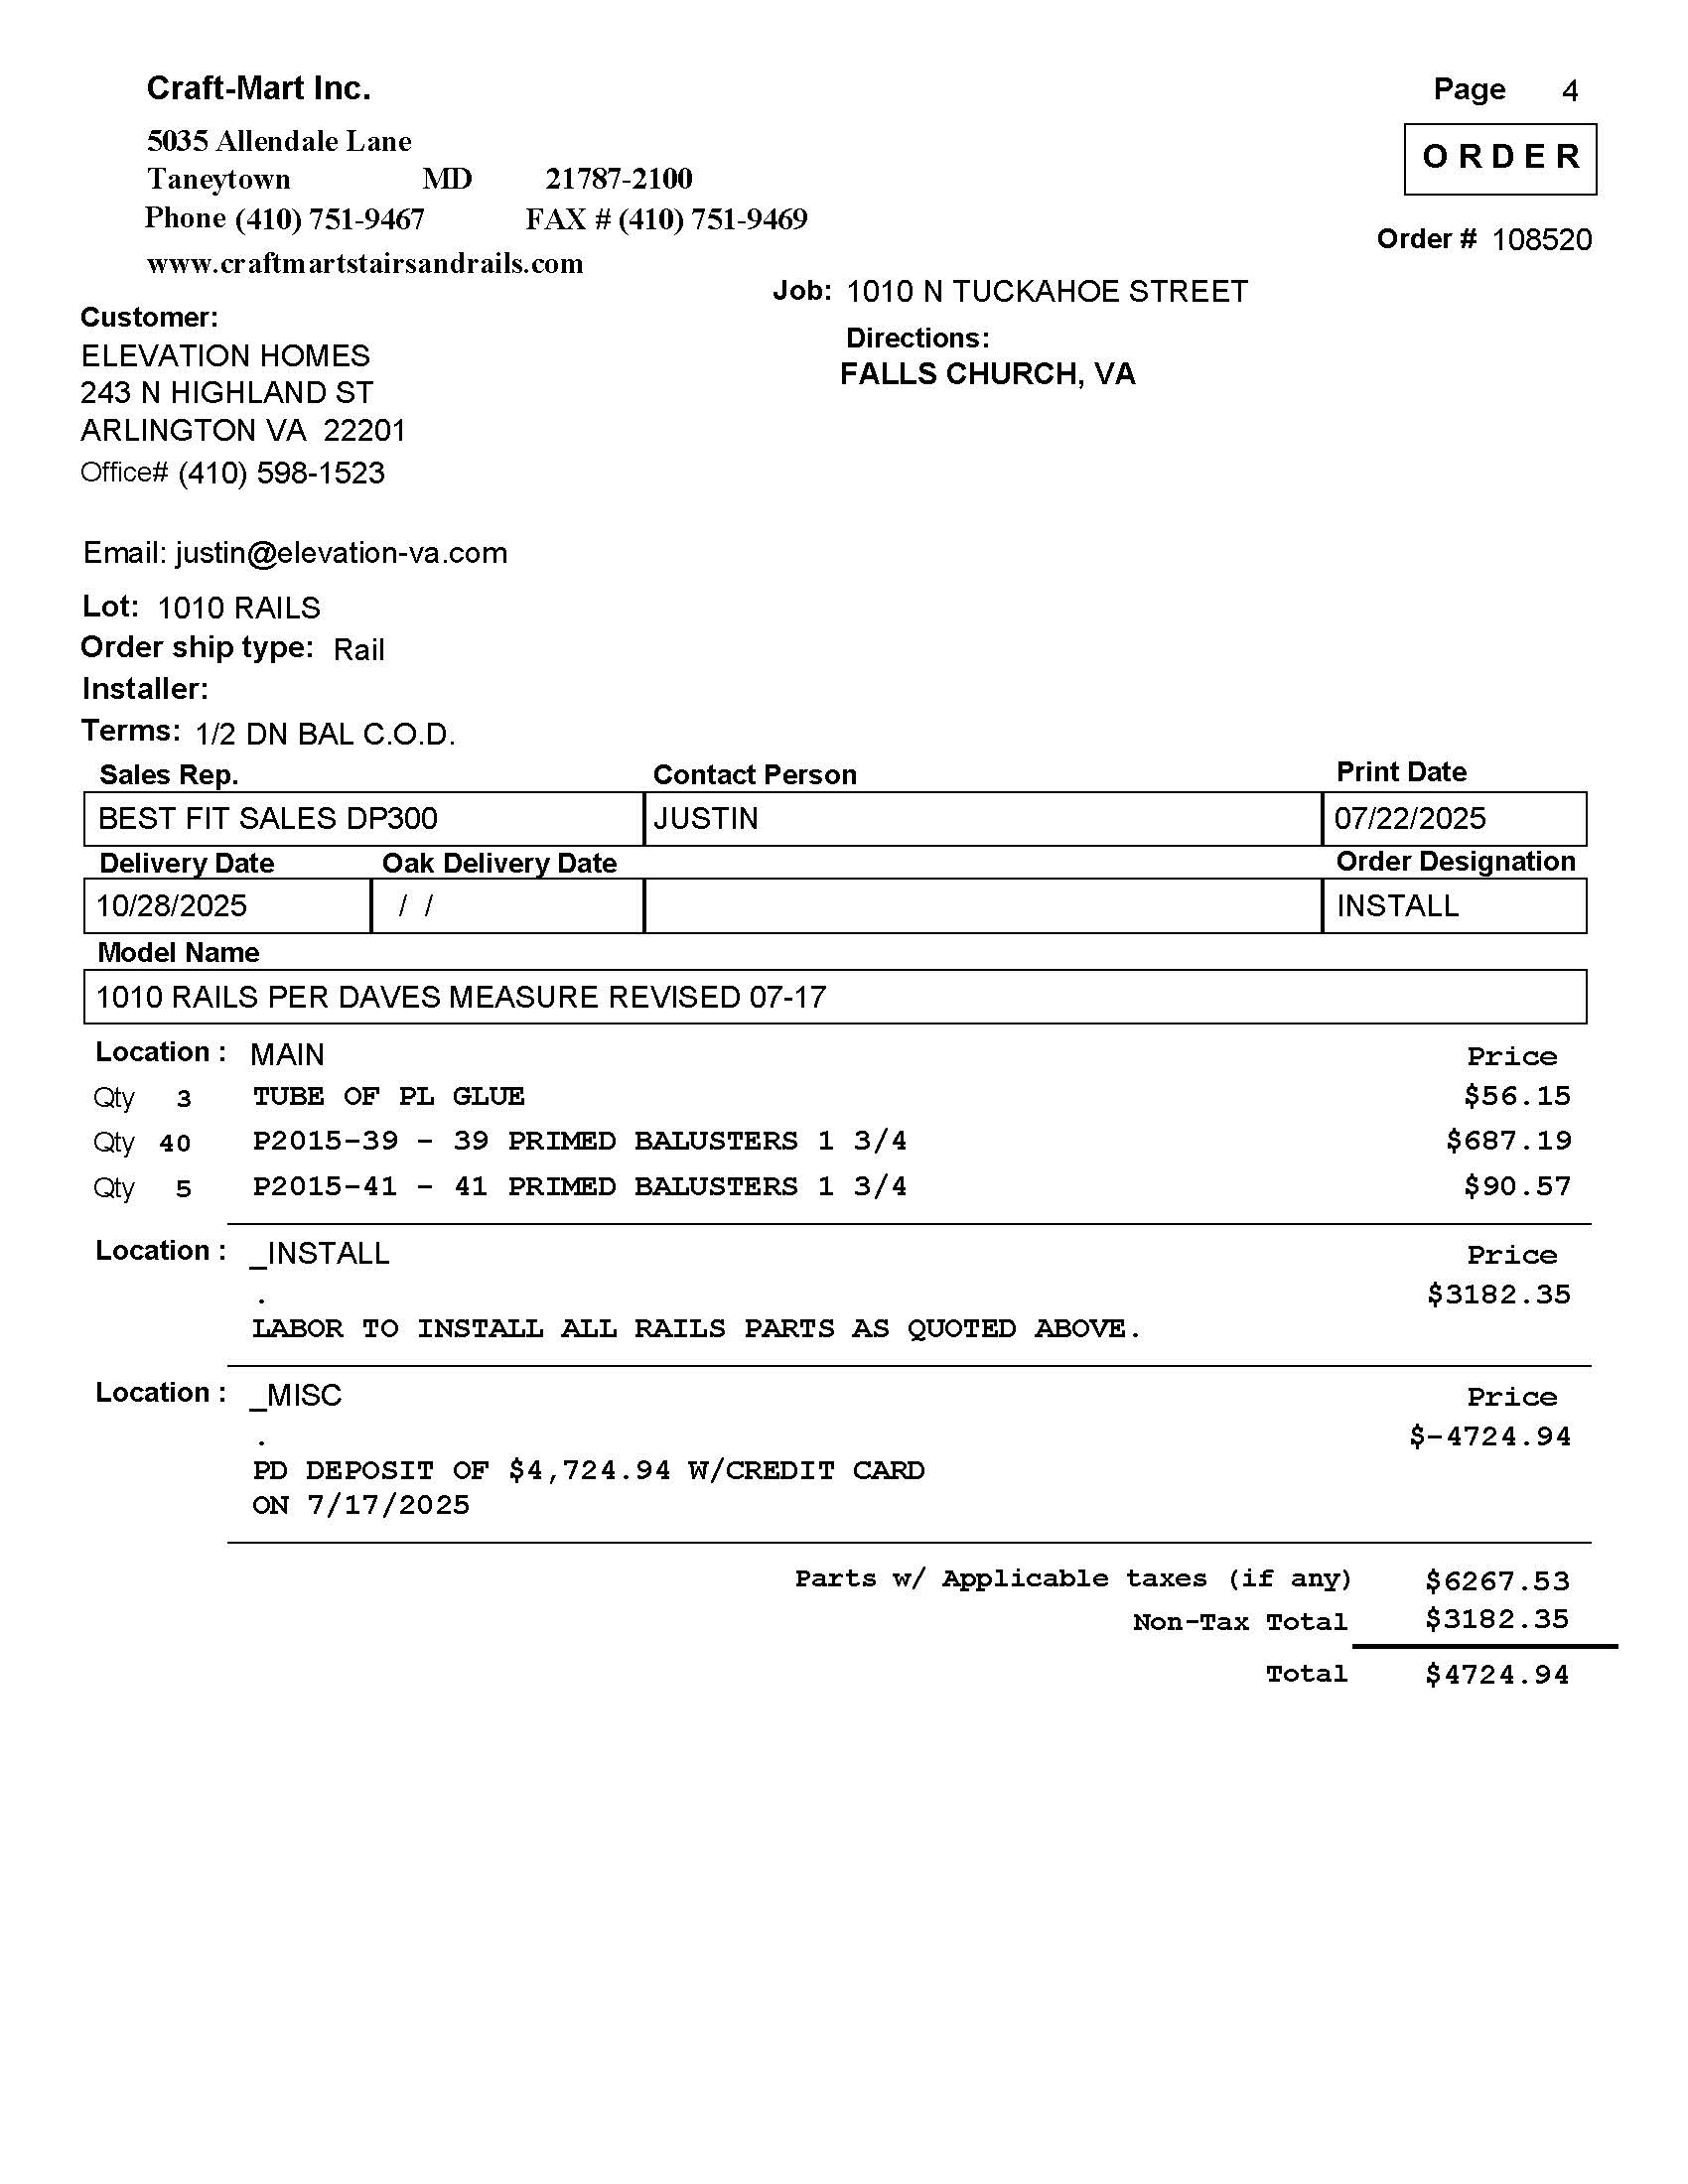 Craft-Mart Inc.
Page 4
5035 Allendale Lane
ORDER
Taneytown MD 21787-2100
Phone (410) 751-9467 FAX # (410) 751-9469
Order # 108520
www.craftmartstairsandrails.com
Job: 1010 N TUCKAHOE STREET
Customer:
Directions:
ELEVATION HOMES
FALLS CHURCH, VA
243 N HIGHLAND ST
ARLINGTON VA 22201
Office# (410) 598-1523
Email: justin@elevation-va.com
Lot: 1010 RAILS
Order ship type: Rail
Installer:
Terms: 1/2 DN BAL C.O.D.
Sales Rep. Contact Person Print Date
BEST FIT SALES DP300 JUSTIN 07/22/2025
Delivery Date Oak Delivery Date Order Designation
10/28/2025 / / INSTALL
Model Name
1010 RAILS PER DAVES MEASURE REVISED 07-17
Location : MAIN Price
Qty 3 TUBE OF PL GLUE $56.15
Qty 40 P2015-39 - 39 PRIMED BALUSTERS 1 3/4 $687.19
Qty 5 P2015-41 - 41 PRIMED BALUSTERS 1 3/4 $90.57
Location : _INSTALL Price
. $3182.35
LABOR TO INSTALL ALL RAILS PARTS AS QUOTED ABOVE.
Location : _MISC Price
. $-4724.94
PD DEPOSIT OF $4,724.94 W/CREDIT CARD
ON 7/17/2025
Parts w/ Applicable taxes (if any) $6267.53
Non-Tax Total $3182.35
Total $4724.94